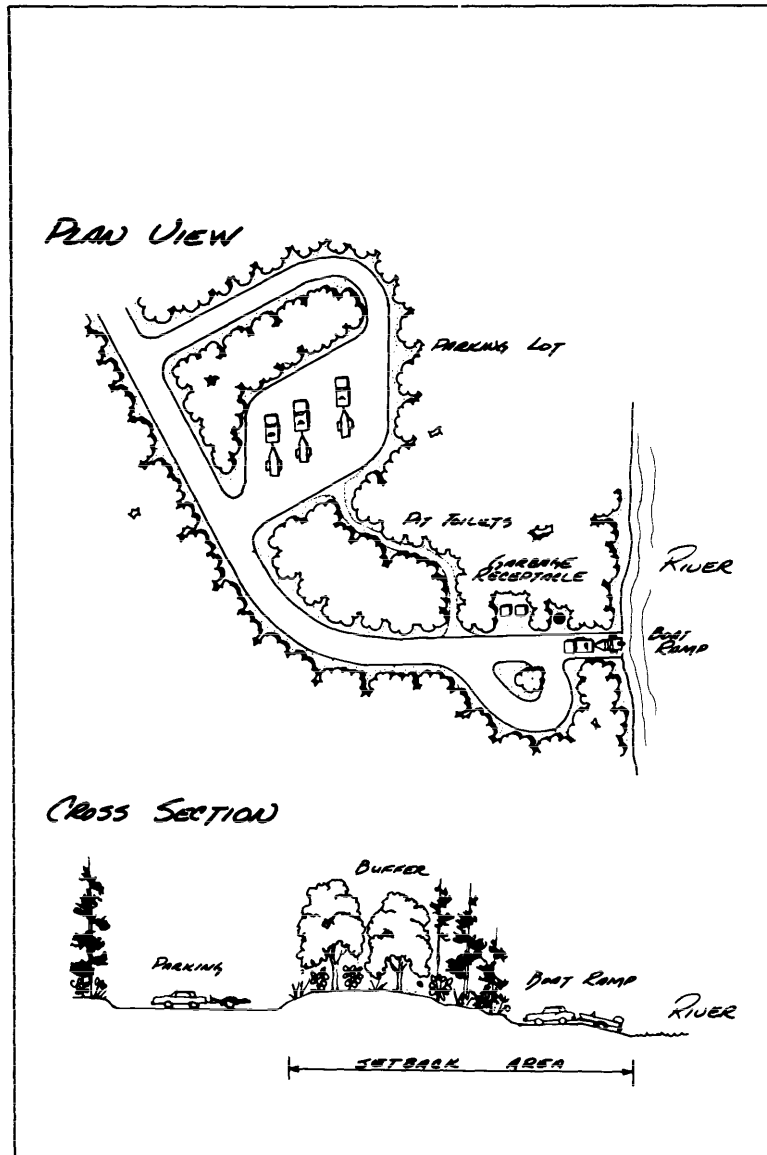 PLAN VIEW
PARKING LOT
PIT TOILETS
GARBAGE
RECEPTACLE
RIVER
BOAT
RAMP
CROSS SECTION
BUFFER
PARKING
BOAT RAMP
RIVER
SETBACK AREA